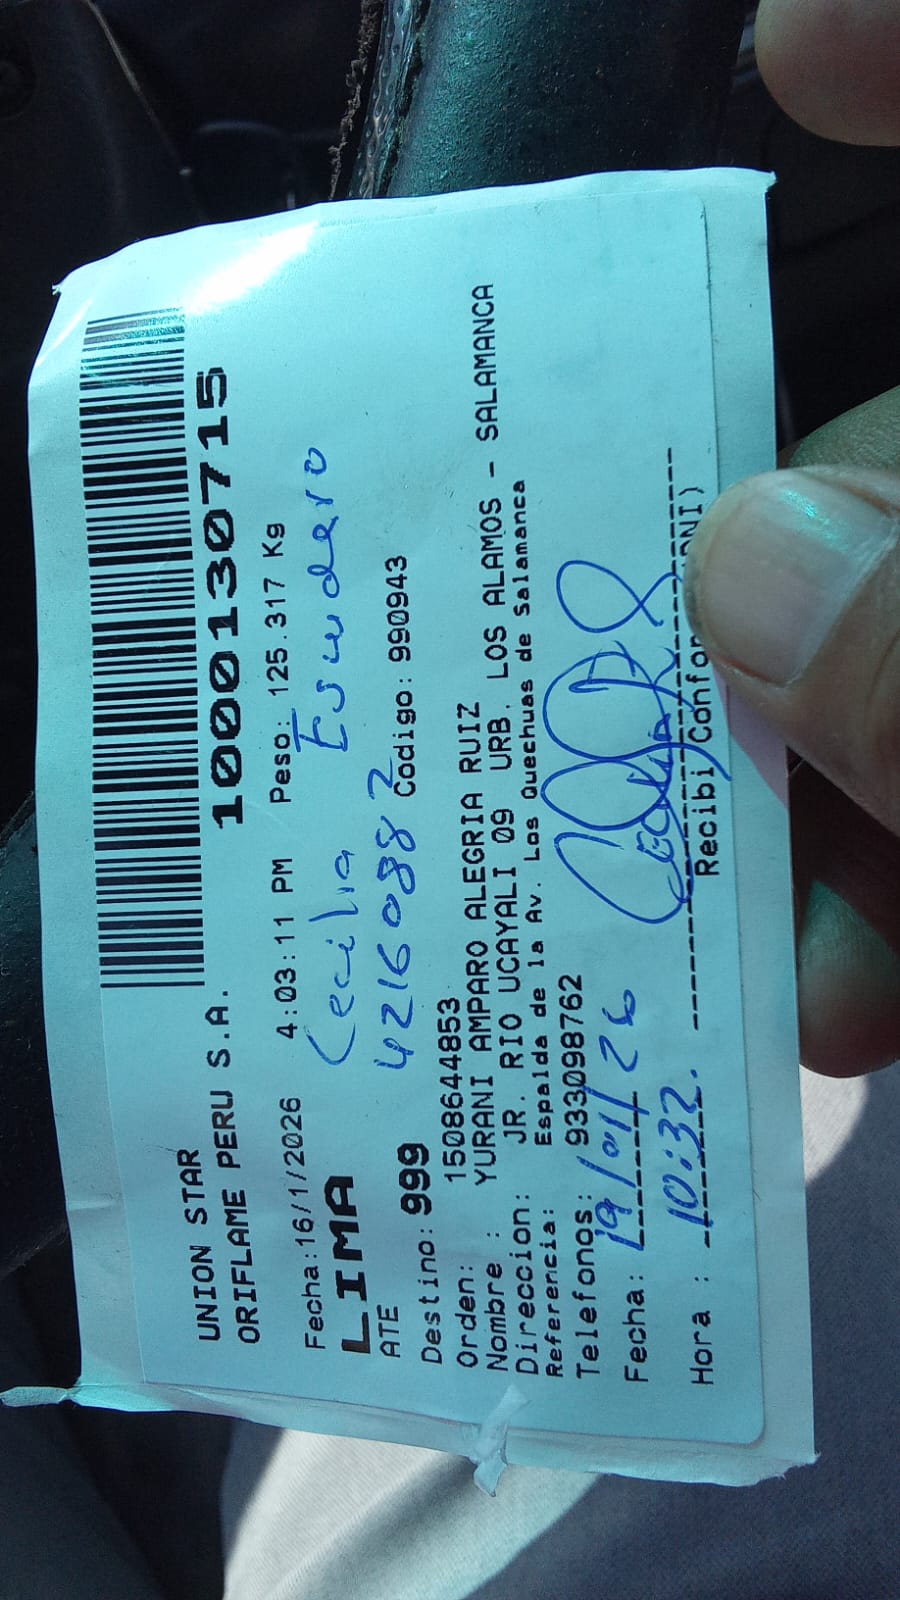 UNION STAR
ORIFLAME PERU S.A.
10001130715
Fecha:16/1/2026 4:03:11 PM Peso: 125.317 Kg
LIMA
Cecilia Escudero
ATE
42160882
Destino: 999 Codigo: 990943
Orden: 1508644853
Nombre : YURANI AMPARO ALEGRIA RUIZ
Direccion: JR. RIO UCAYALI 09 URB. LOS ALAMOS - SALAMANCA
Referencia: Espalda de la Av. Los Quechuas de Salamanca
Telefonos: 933098762
Fecha: 19/01/26
Hora : 10:32.
Recibi Confor DNI)